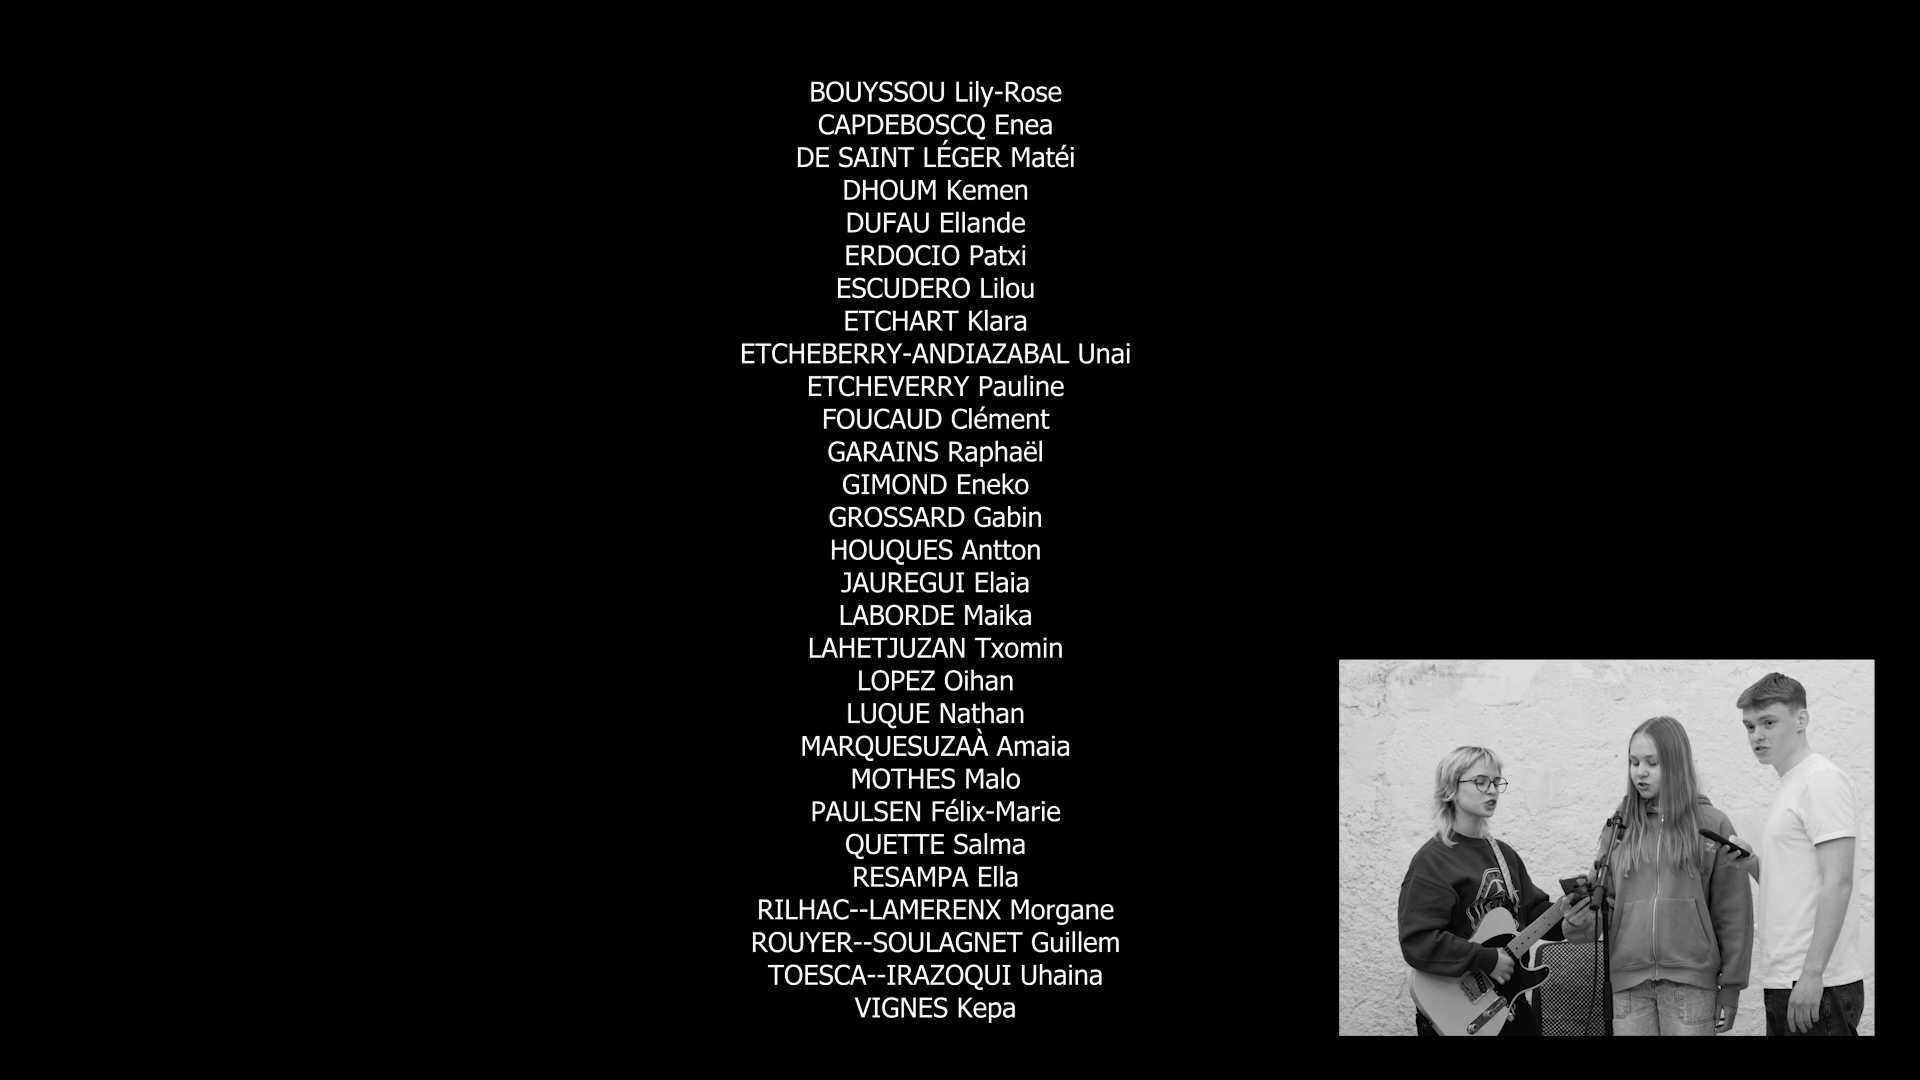 BOUYSSOU Lily-Rose
CAPDEBOSCQ Enea
DE SAINT LÉGER Matéi
DHOUM Kemen
DUFAU Ellande
ERDOCIO Patxi
ESCUDERO Lilou
ETCHART Klara
ETCHEBERRY-ANDIAZABAL Unai
ETCHEVERRY Pauline
FOUCAUD Clément
GARAINS Raphaël
GIMOND Eneko
GROSSARD Gabin
HOUQUES Antton
JAUREGUI Elaia
LABORDE Maika
LAHETJUZAN Txomin
LOPEZ Oihan
LUQUE Nathan
MARQUESUZAÀ Amaia
MOTHES Malo
PAULSEN Félix-Marie
QUETTE Salma
RESAMPA Ella
RILHAC--LAMERENX Morgane
ROUYER--SOULAGNET Guillem
TOESCA--IRAZOQUI Uhaina
VIGNES Kepa